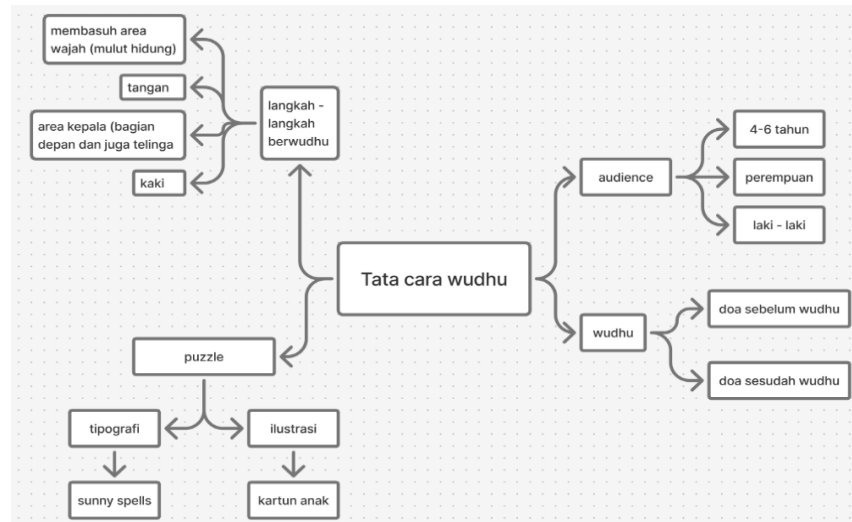 membasuh area
wajah (mulut hidung)
tangan
area kepala (bagian
depan dan juga telinga
kaki
langkah -
langkah
berwudhu
audience
4-6 tahun
perempuan
laki - laki
Tata cara wudhu
wudhu
doa sebelum wudhu
doa sesudah wudhu
puzzle
tipografi
ilustrasi
sunny spells
kartun anak